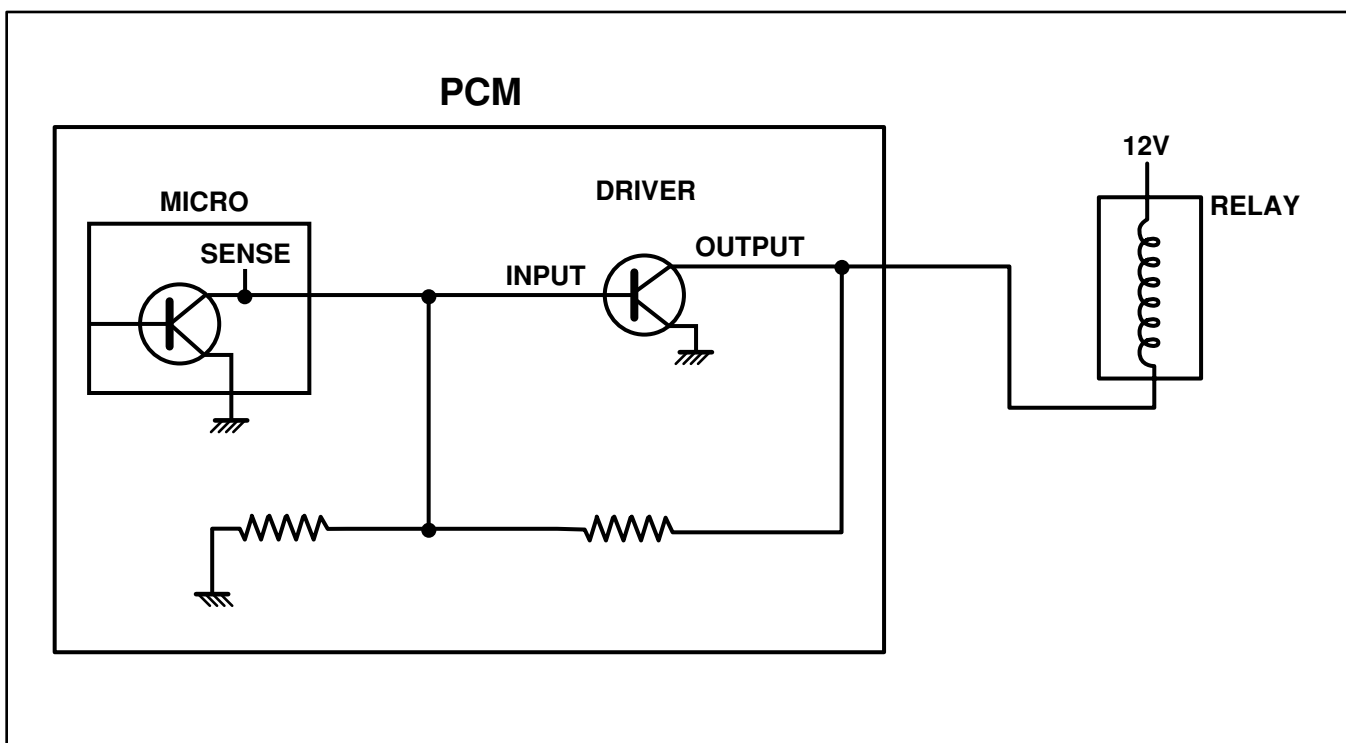 PCM
12V
RELAY
DRIVER
MICRO
SENSE
OUTPUT
INPUT